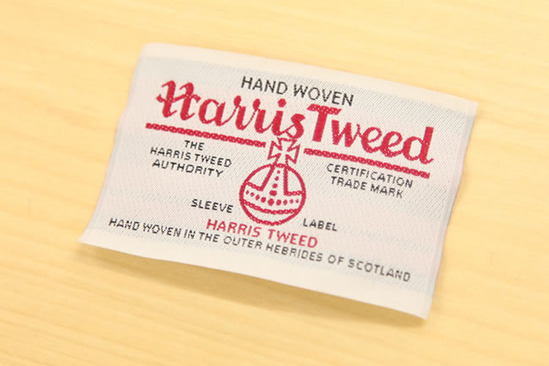 HAND WOVEN
Harris Tweed
THE
HARRIS TWEED
AUTHORITY
CERTIFICATION
TRADE MARK
SLEEVE LABEL
HARRIS TWEED
HAND WOVEN IN THE OUTER HEBRIDES OF SCOTLAND